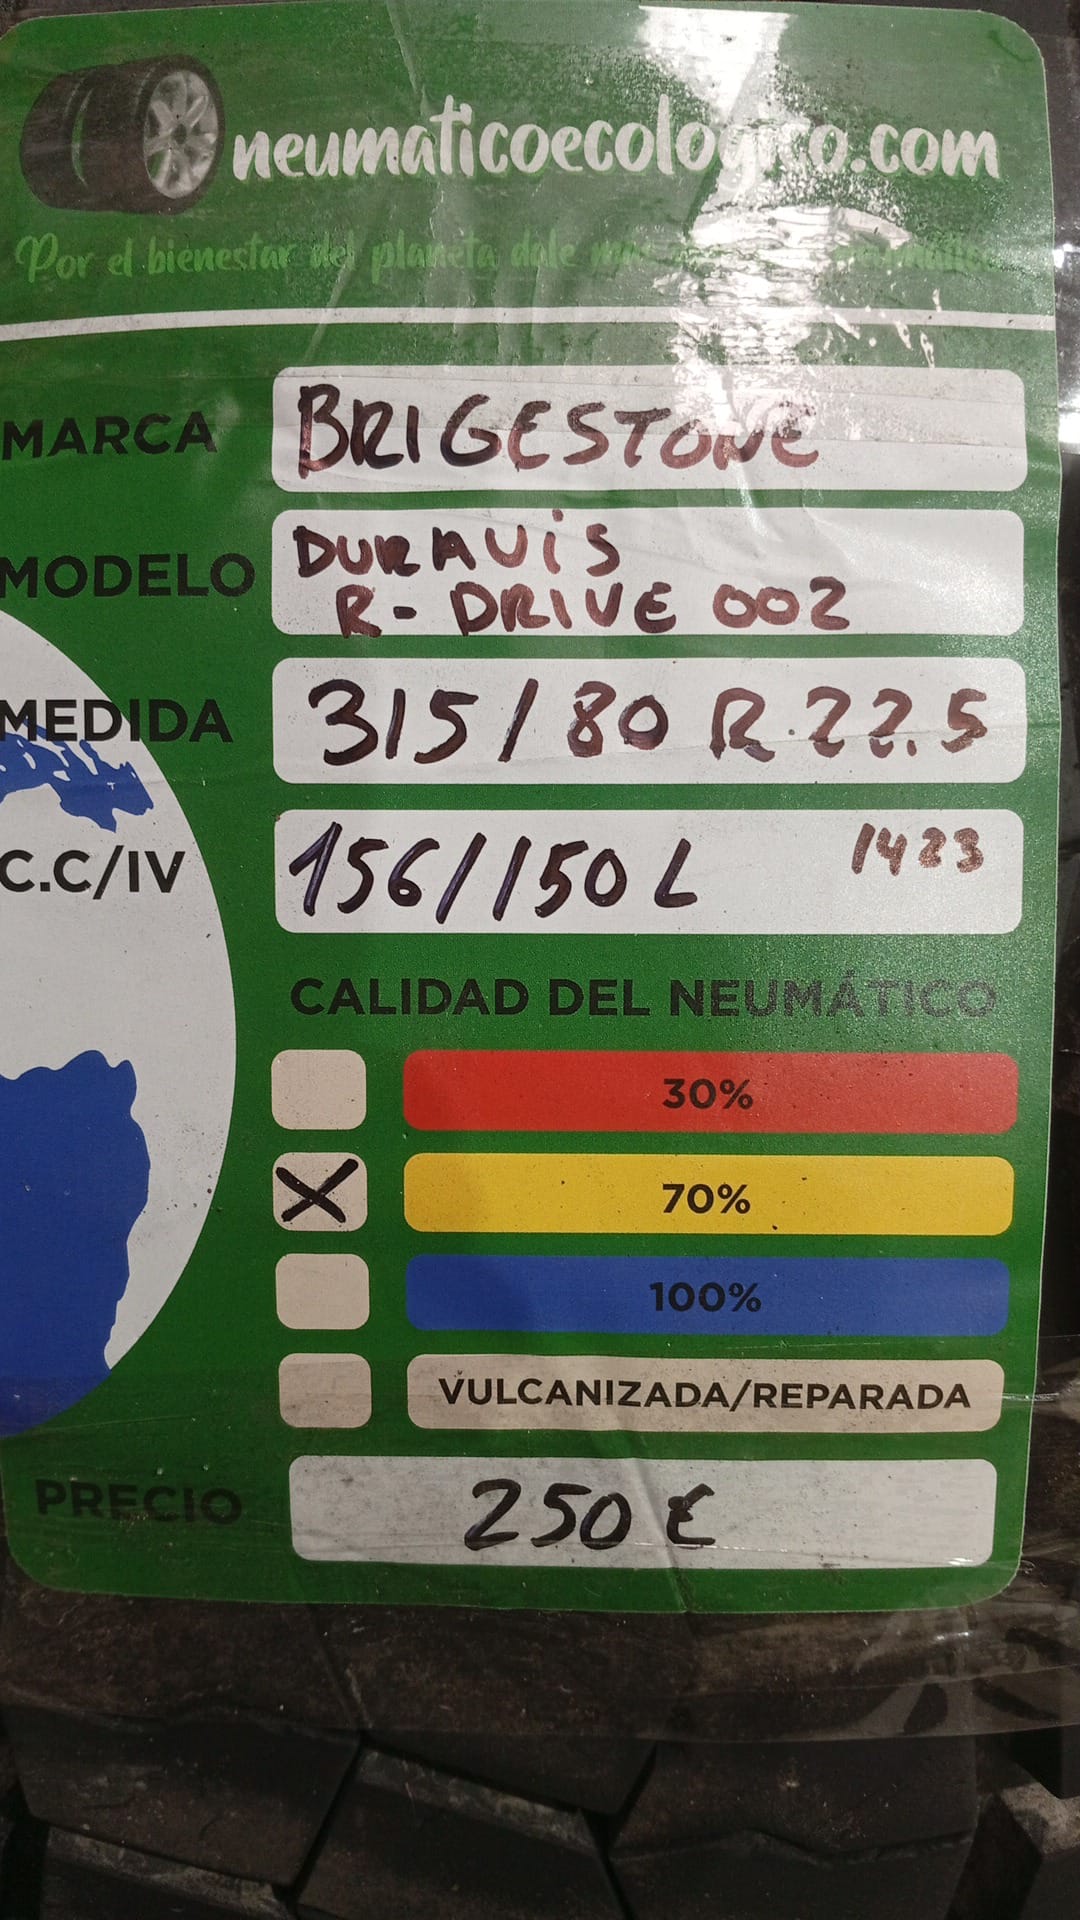 neumaticoecologico.com
Por el bienestar del planeta dale
MARCA BRIGESTONE
MODELO DURAVIS
R- DRIVE 002
MEDIDA 315/80 R.22.5
C.C/IV 156/150 L 1423
CALIDAD DEL NEUMÁTICO
30%
X 70%
100%
VULCANIZADA/REPARADA
PRECIO 250 €